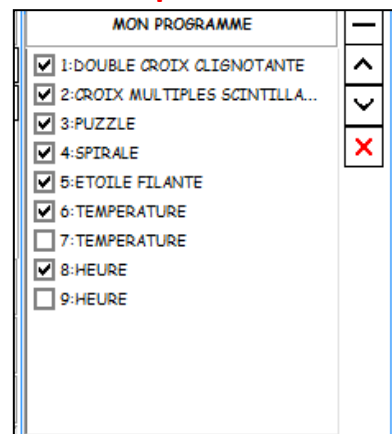 MON PROGRAMME
1:DOUBLE CROIX CLIGNOTANTE
2:CROIX MULTIPLES SCINTILLA...
3:PUZZLE
4:SPIRALE
5:ETOILE FILANTE
6:TEMPERATURE
7:TEMPERATURE
8:HEURE
9:HEURE